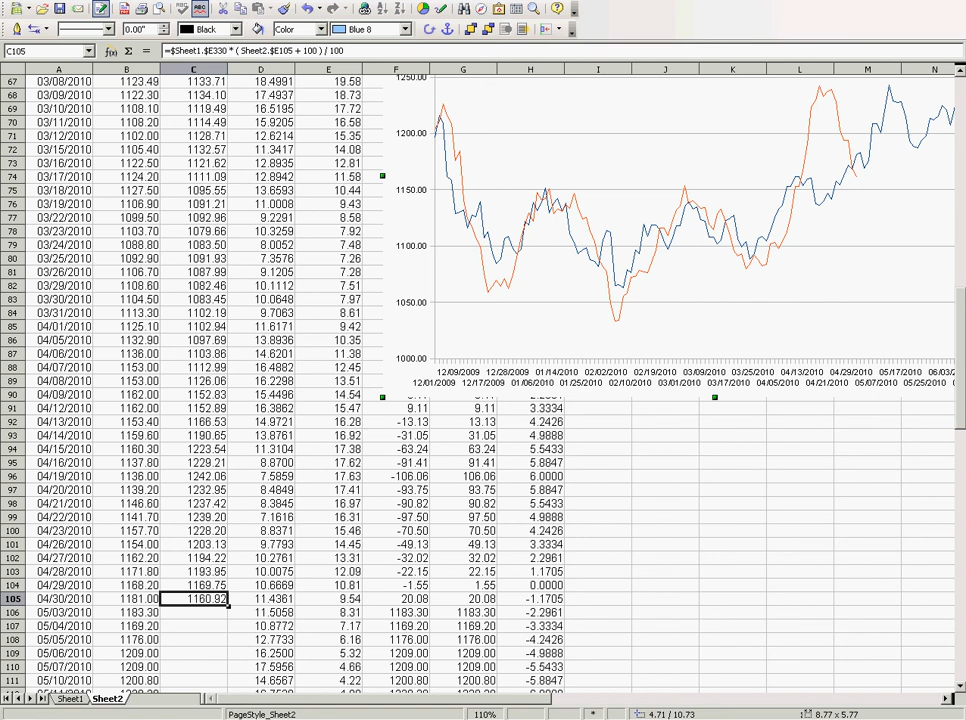 0.00"
Black
Color
Blue 8
C105
=$Sheet1.$E330 * ( Sheet2.$E105 + 100 ) / 100
A B C D E F G H I J K L M N
67 03/08/2010 1123.49 1133.71 18.4991 19.58
68 03/09/2010 1122.30 1134.10 17.4937 18.73
69 03/10/2010 1108.10 1119.49 16.5195 17.72
70 03/11/2010 1108.20 1114.49 15.9205 16.58
71 03/12/2010 1102.00 1128.71 12.6214 15.35
72 03/15/2010 1105.40 1132.57 11.3417 14.08
73 03/16/2010 1122.50 1121.62 12.8935 12.81
74 03/17/2010 1124.20 1111.09 12.8942 11.58
75 03/18/2010 1127.50 1095.55 13.6593 10.44
76 03/19/2010 1106.90 1091.21 11.0008 9.43
77 03/22/2010 1099.50 1092.96 9.2291 8.58
78 03/23/2010 1103.70 1079.66 10.3259 7.92
79 03/24/2010 1088.80 1083.50 8.0052 7.48
80 03/25/2010 1092.90 1091.93 7.3576 7.26
81 03/26/2010 1106.70 1087.99 9.1205 7.28
82 03/29/2010 1108.60 1082.46 10.1112 7.51
83 03/30/2010 1104.50 1083.45 10.0648 7.97
84 03/31/2010 1113.30 1102.19 9.7063 8.61
85 04/01/2010 1125.10 1102.94 11.6171 9.42
86 04/05/2010 1132.90 1097.69 13.8936 10.35
87 04/06/2010 1136.00 1103.86 14.6201 11.38
88 04/07/2010 1153.00 1112.99 16.4882 12.45
89 04/08/2010 1153.00 1126.06 16.2298 13.51
90 04/09/2010 1162.00 1152.83 15.4496 14.54
91 04/12/2010 1162.00 1152.89 16.3862 15.47 9.11 9.11 3.3334
92 04/13/2010 1153.40 1166.53 14.9721 16.28 -13.13 13.13 4.2426
93 04/14/2010 1159.60 1190.65 13.8761 16.92 -31.05 31.05 4.9888
94 04/15/2010 1160.30 1223.54 11.3104 17.38 -63.24 63.24 5.5433
95 04/16/2010 1137.80 1229.21 8.8700 17.62 -91.41 91.41 5.8847
96 04/19/2010 1136.00 1242.06 7.5859 17.63 -106.06 106.06 6.0000
97 04/20/2010 1139.20 1232.95 8.4849 17.41 -93.75 93.75 5.8847
98 04/21/2010 1146.60 1237.42 8.3845 16.97 -90.82 90.82 5.5433
99 04/22/2010 1141.70 1239.20 7.1616 16.31 -97.50 97.50 4.9888
100 04/23/2010 1157.70 1228.20 8.8371 15.46 -70.50 70.50 4.2426
101 04/26/2010 1154.00 1203.13 9.7793 14.45 -49.13 49.13 3.3334
102 04/27/2010 1162.20 1194.22 10.2761 13.31 -32.02 32.02 2.2961
103 04/28/2010 1171.80 1193.95 10.0075 12.09 -22.15 22.15 1.1705
104 04/29/2010 1168.20 1169.75 10.6669 10.81 -1.55 1.55 0.0000
105 04/30/2010 1181.00 1160.92 11.4361 9.54 20.08 20.08 -1.1705
106 05/03/2010 1183.30 11.5058 8.31 1183.30 1183.30 -2.2961
107 05/04/2010 1169.20 10.8772 7.17 1169.20 1169.20 -3.3334
108 05/05/2010 1176.00 12.7733 6.16 1176.00 1176.00 -4.2426
109 05/06/2010 1209.00 16.2500 5.32 1209.00 1209.00 -4.9888
110 05/07/2010 1209.00 17.5956 4.66 1209.00 1209.00 -5.5433
111 05/10/2010 1200.80 14.6567 4.22 1200.80 1200.80 -5.8847
1250.00
1200.00
1150.00
1100.00
1050.00
1000.00
12/09/2009 12/28/2009 01/14/2010 02/02/2010 02/19/2010 03/09/2010 03/25/2010 04/13/2010 04/29/2010 05/17/2010
12/01/2009 12/17/2009 01/06/2010 01/25/2010 02/10/2010 03/01/2010 03/17/2010 04/05/2010 04/21/2010 05/07/2010 05/25/2010
Sheet1 Sheet2
PageStyle_Sheet2 110% * 4.71 / 10.73 8.77 x 5.77